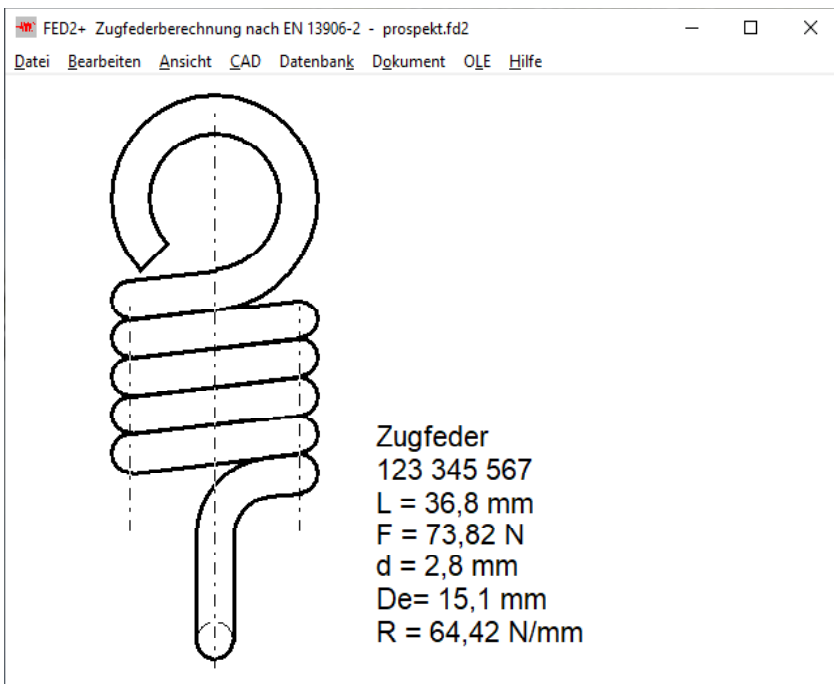 FED2+ Zugfederberechnung nach EN 13906-2 - prospekt.fd2
Datei Bearbeiten Ansicht CAD Datenbank Dokument OLE Hilfe
Zugfeder
123 345 567
L = 36,8 mm
F = 73,82 N
d = 2,8 mm
De= 15,1 mm
R = 64,42 N/mm